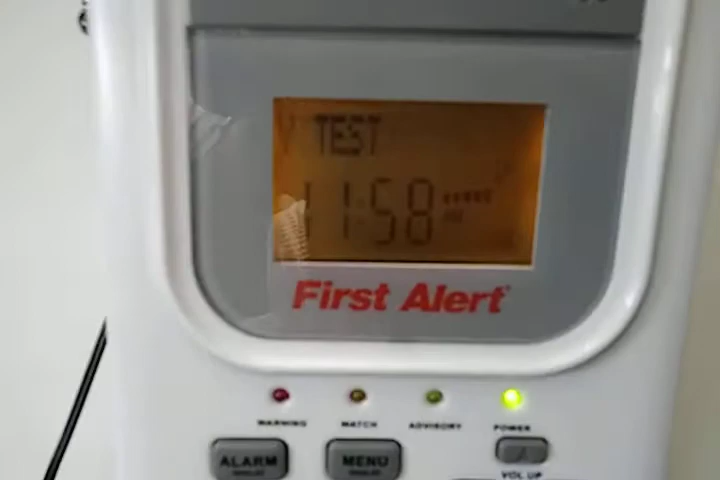 TEST
11:58
First Alert
WARNING WATCH ADVISORY POWER
ALARM MENU
VOL UP